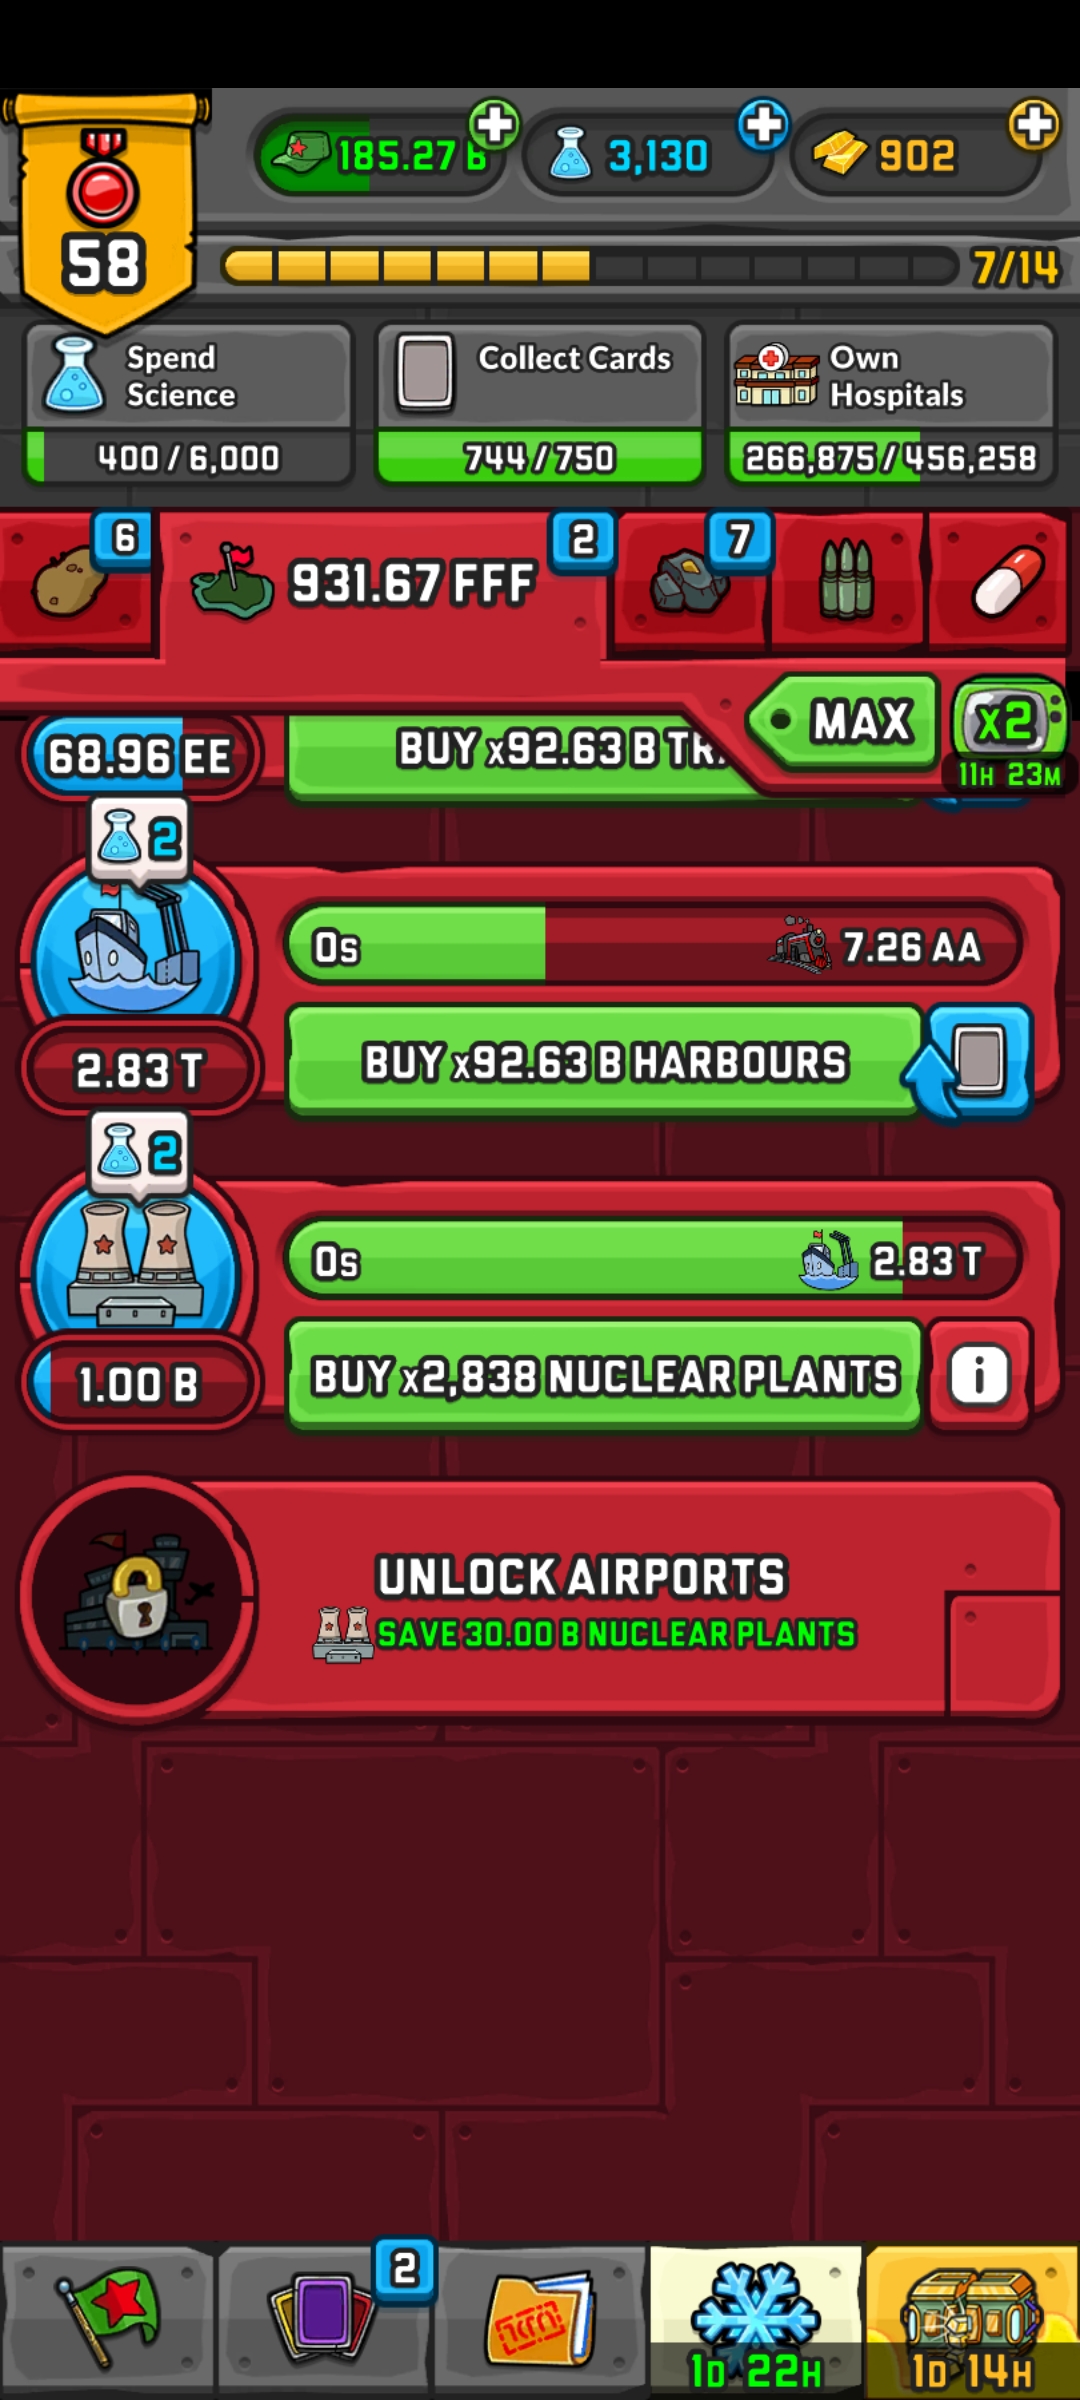 58
185.27 B
3,130
902
7/14
Spend
Science
400 / 6,000
Collect Cards
744 / 750
Own
Hospitals
266,875 / 456,258
6
931.67 FFF
2
7
MAX
x2
11H 23M
68.96 EE
BUY x92.63 B
2
0s
7.26 AA
2.83 T
BUY x92.63 B HARBOURS
2
0s
2.83 T
1.00 B
BUY x2,838 NUCLEAR PLANTS
i
UNLOCK AIRPORTS
SAVE 30.00 B NUCLEAR PLANTS
2
1D 22H
1D 14H